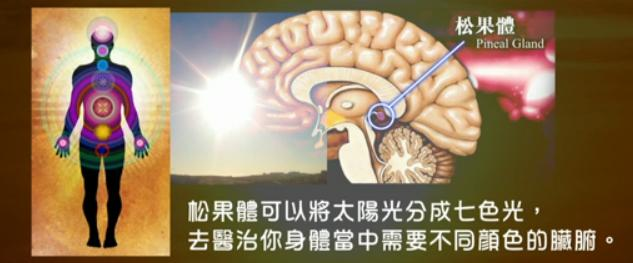 松果體
Pineal Gland
松果體可以將太陽光分成七色光，
去醫治你身體當中需要不同顏色的臟腑。